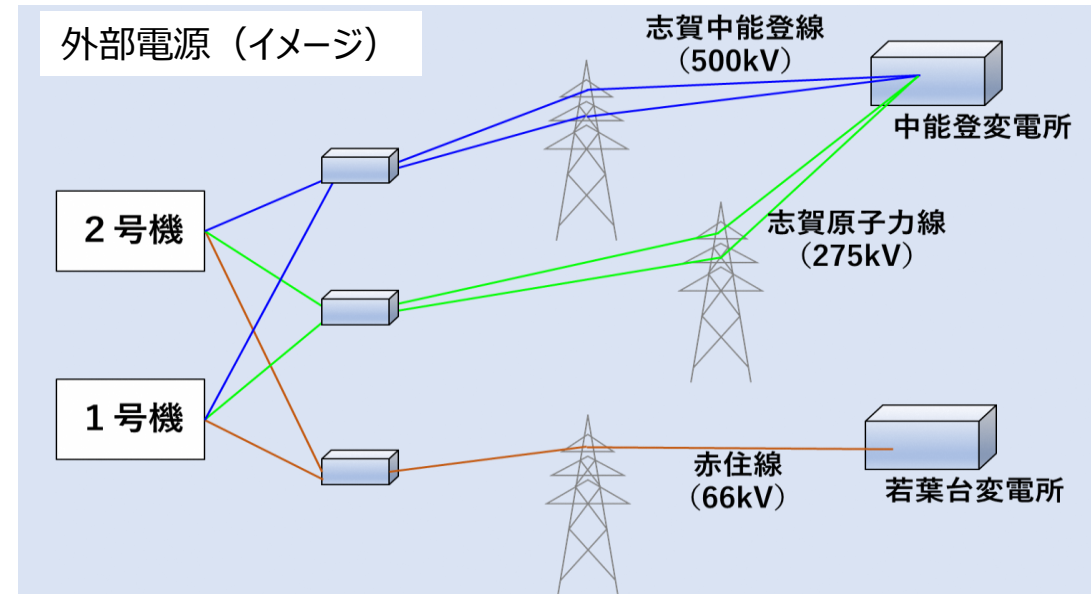 外部電源（イメージ）
志賀中能登線
（500kV）
中能登変電所
２号機
志賀原子力線
（275kV）
１号機
赤住線
（66kV）
若葉台変電所